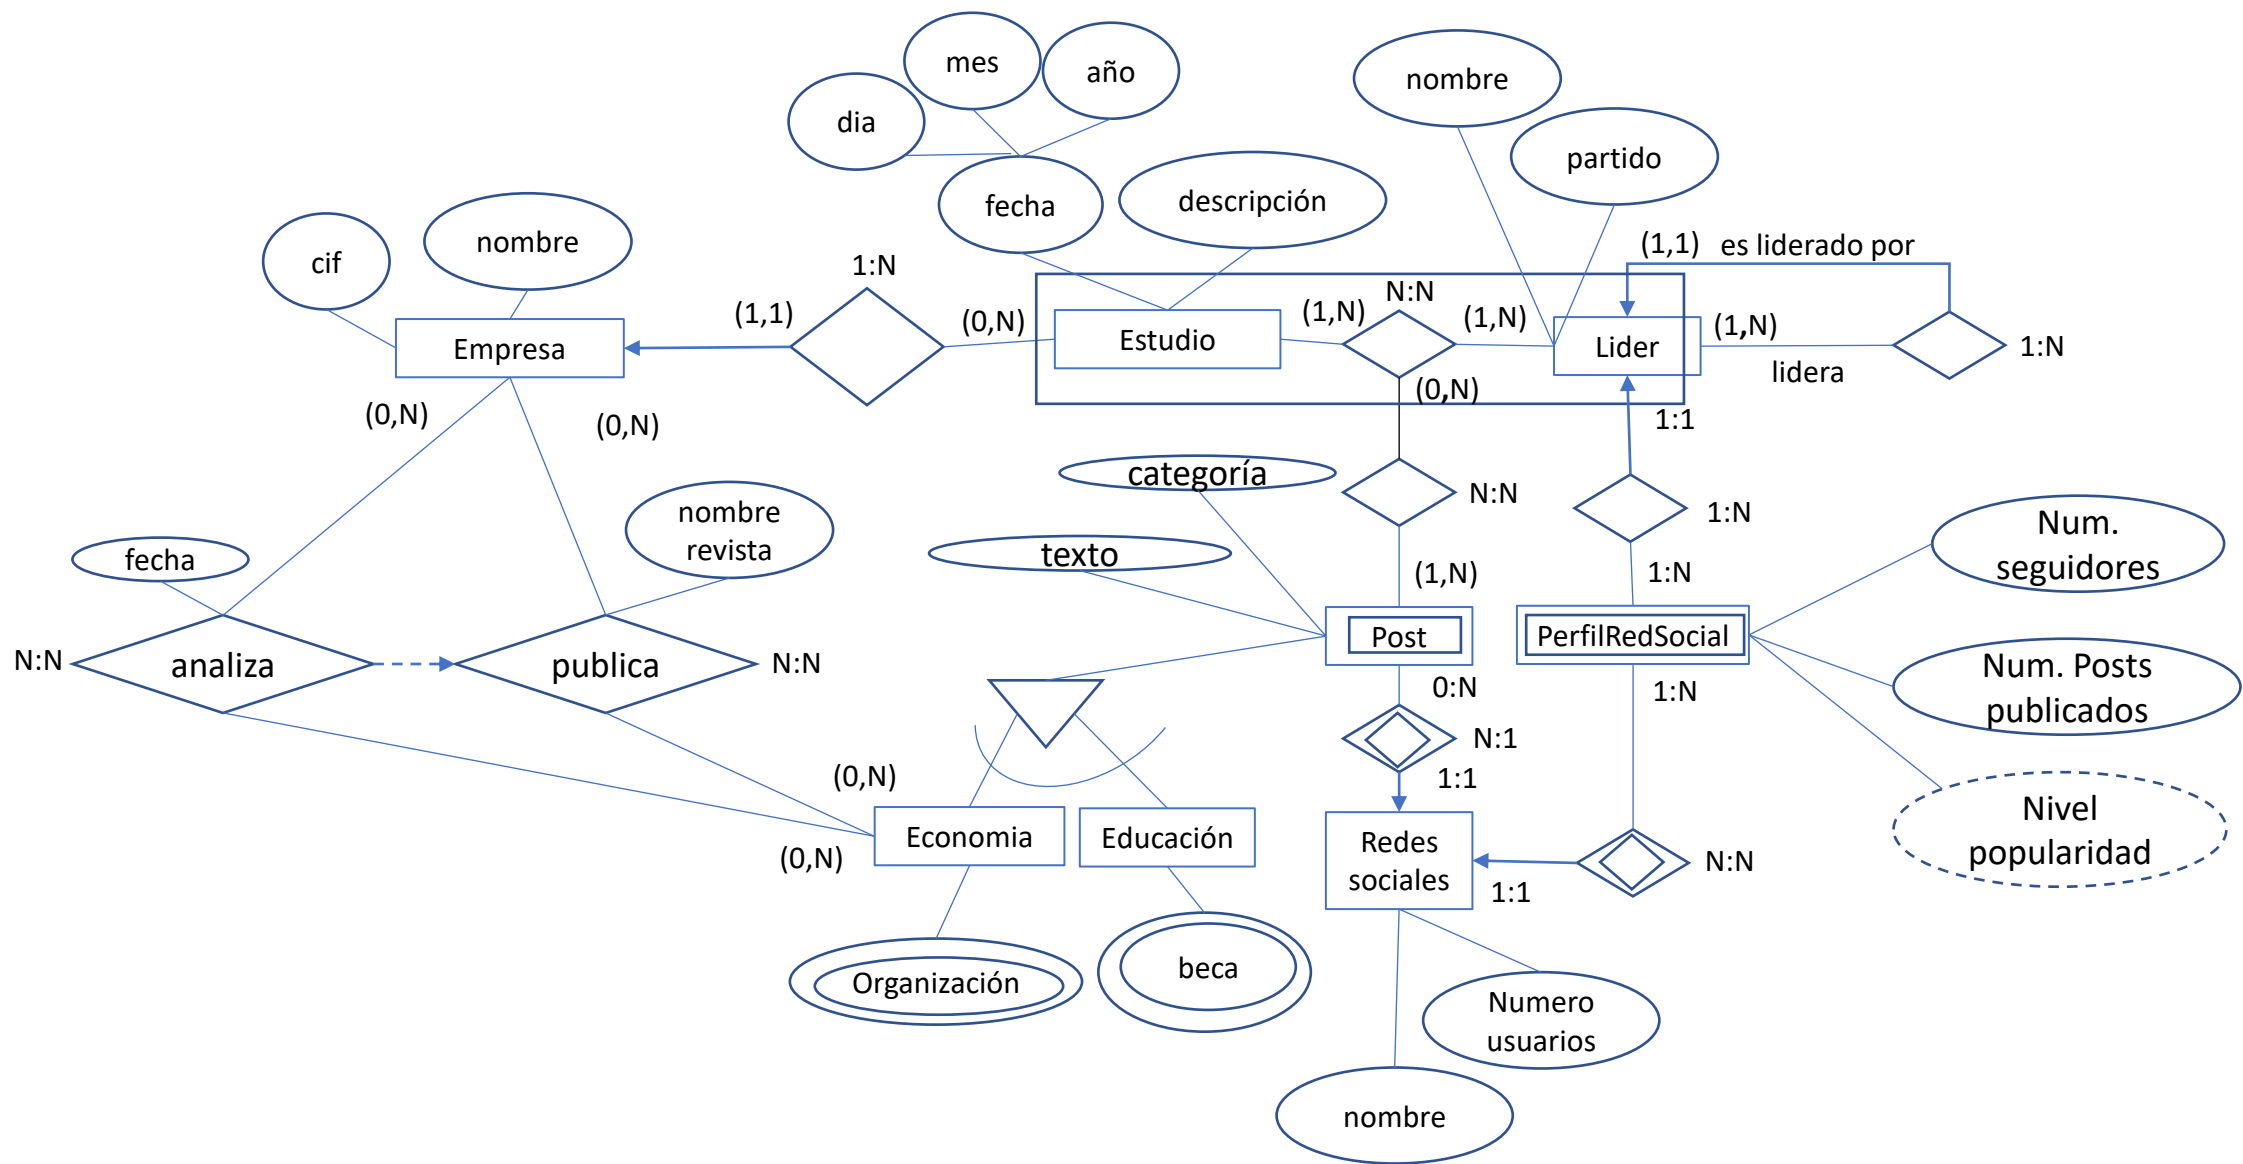 mes
año
nombre
dia
partido
fecha
descripción
nombre
cif
1:N
(1,1)
es liderado por
N:N
(1,1)
(0,N)
(1,N)
(1,N)
(1,N)
Empresa
Estudio
Lider
1:N
lidera
(0,N)
(0,N)
(0,N)
1:1
categoría
N:N
1:N
nombre
revista
Num.
seguidores
fecha
texto
(1,N)
1:N
N:N
analiza
publica
N:N
Post
PerfilRedSocial
0:N
1:N
Num. Posts
publicados
N:1
1:1
(0,N)
Nivel
popularidad
Economia
Educación
(0,N)
Redes
sociales
N:N
1:1
Organización
beca
Numero
usuarios
nombre